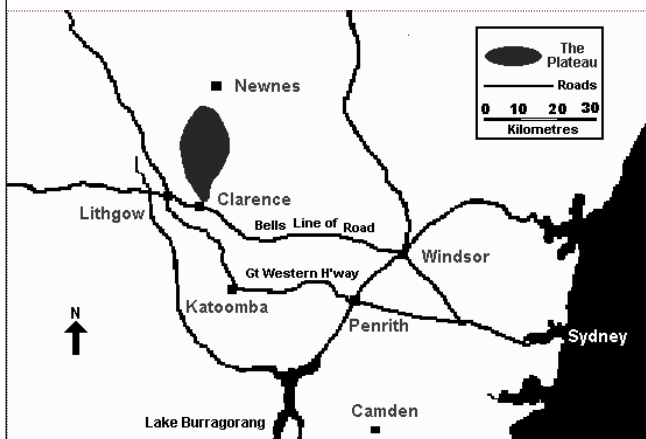 The
Plateau
Roads
0 10 20 30
Kilometres
Newnes
Clarence
Lithgow
Bells Line of Road
Windsor
Gt Western H'way
Katoomba
N
Penrith
Sydney
Lake Burragorang
Camden